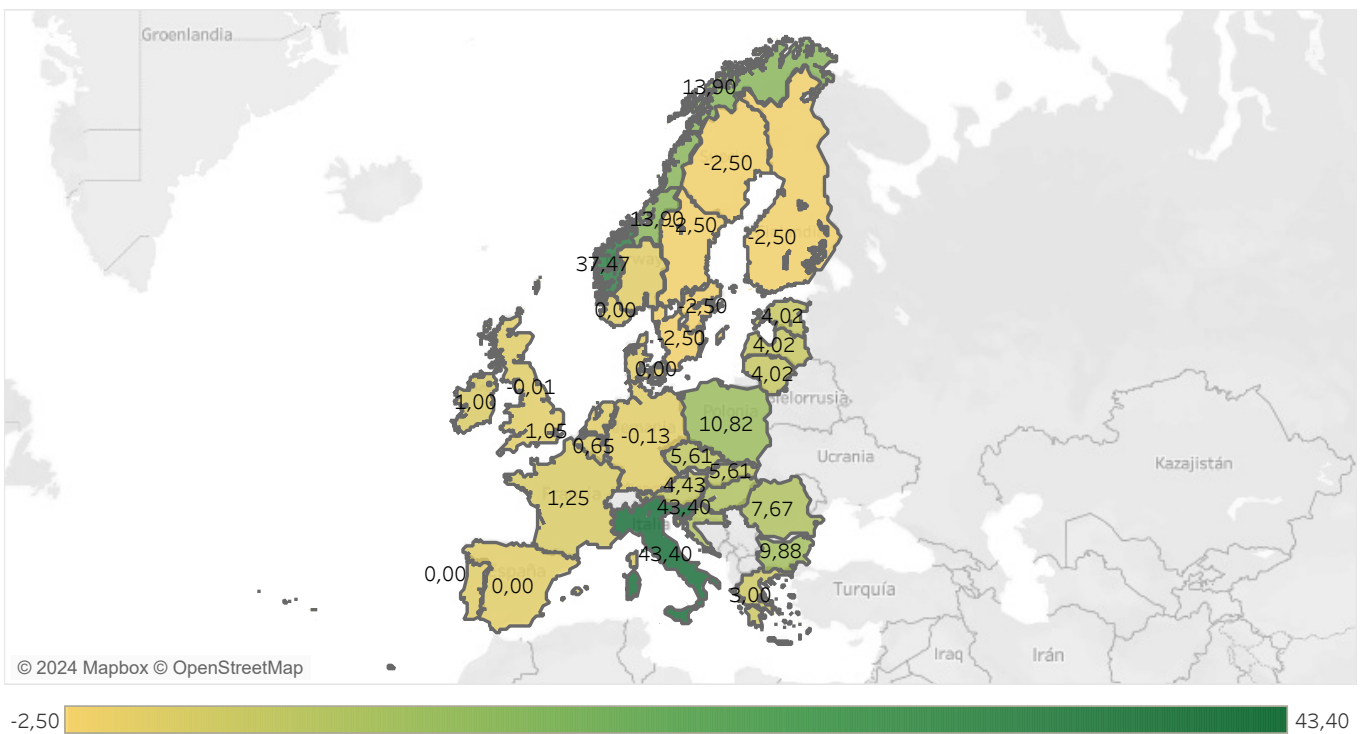 Groenlandia
13,90
-2,50
13,90
-2,50
-2,50
37,47
0,00
-2,50
4,02
-2,50
4,02
0,00
4,02
-0,01
1,00
Bielorrusia
Polonia
10,82
1,05
0,65
-0,13
5,61
Ucrania
5,61
Kazajistán
4,43
1,25
43,40
7,67
Italia
43,40
9,88
0,00
España
0,00
3,00
Turquía
Iraq
Irán
© 2024 Mapbox © OpenStreetMap
-2,50
43,40